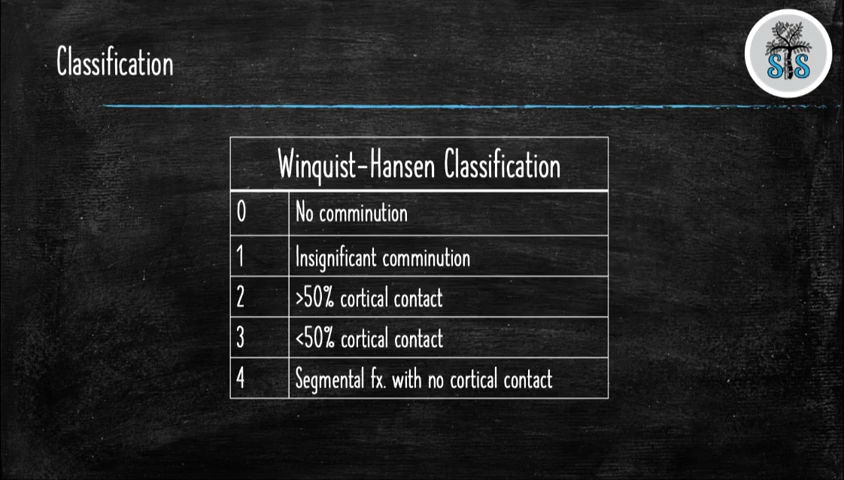 Classification
STS
Winquist-Hansen Classification
0 No comminution
1 Insignificant comminution
2 >50% cortical contact
3 <50% cortical contact
4 Segmental fx. with no cortical contact